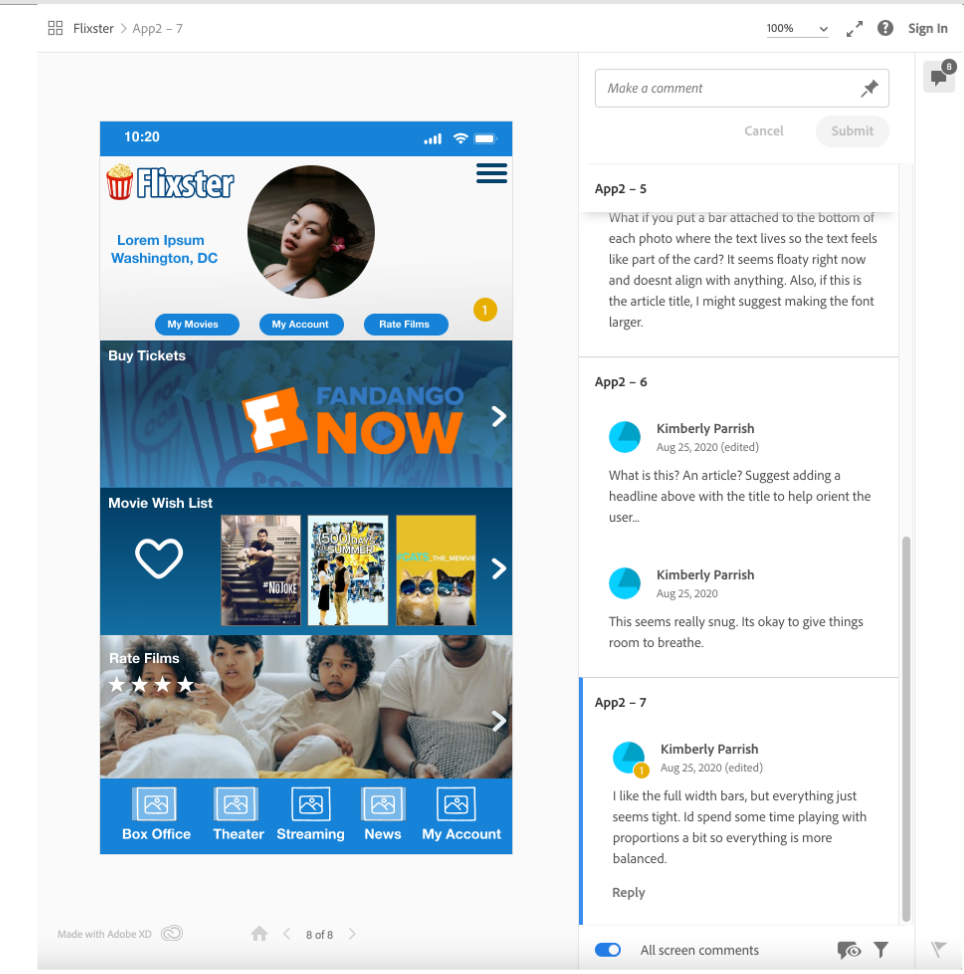 Flixster > App2 – 7
100%
Sign In
8
Make a comment
Cancel
Submit
10:20
Flixster
Lorem Ipsum
Washington, DC
My Movies
My Account
Rate Films
1
Buy Tickets
FANDANGO
NOW
Movie Wish List
#NOJOKE
(500) DAYS
OF SUMMER
#CATS_THE_MEWVIE
Rate Films
Box Office
Theater
Streaming
News
My Account
Made with Adobe XD
8 of 8
App2 – 5
What if you put a bar attached to the bottom of
each photo where the text lives so the text feels
like part of the card? It seems floaty right now
and doesnt align with anything. Also, if this is
the article title, I might suggest making the font
larger.
App2 – 6
Kimberly Parrish
Aug 25, 2020 (edited)
What is this? An article? Suggest adding a
headline above with the title to help orient the
user...
Kimberly Parrish
Aug 25, 2020
This seems really snug. Its okay to give things
room to breathe.
App2 – 7
Kimberly Parrish
1
Aug 25, 2020 (edited)
I like the full width bars, but everything just
seems tight. Id spend some time playing with
proportions a bit so everything is more
balanced.
Reply
All screen comments